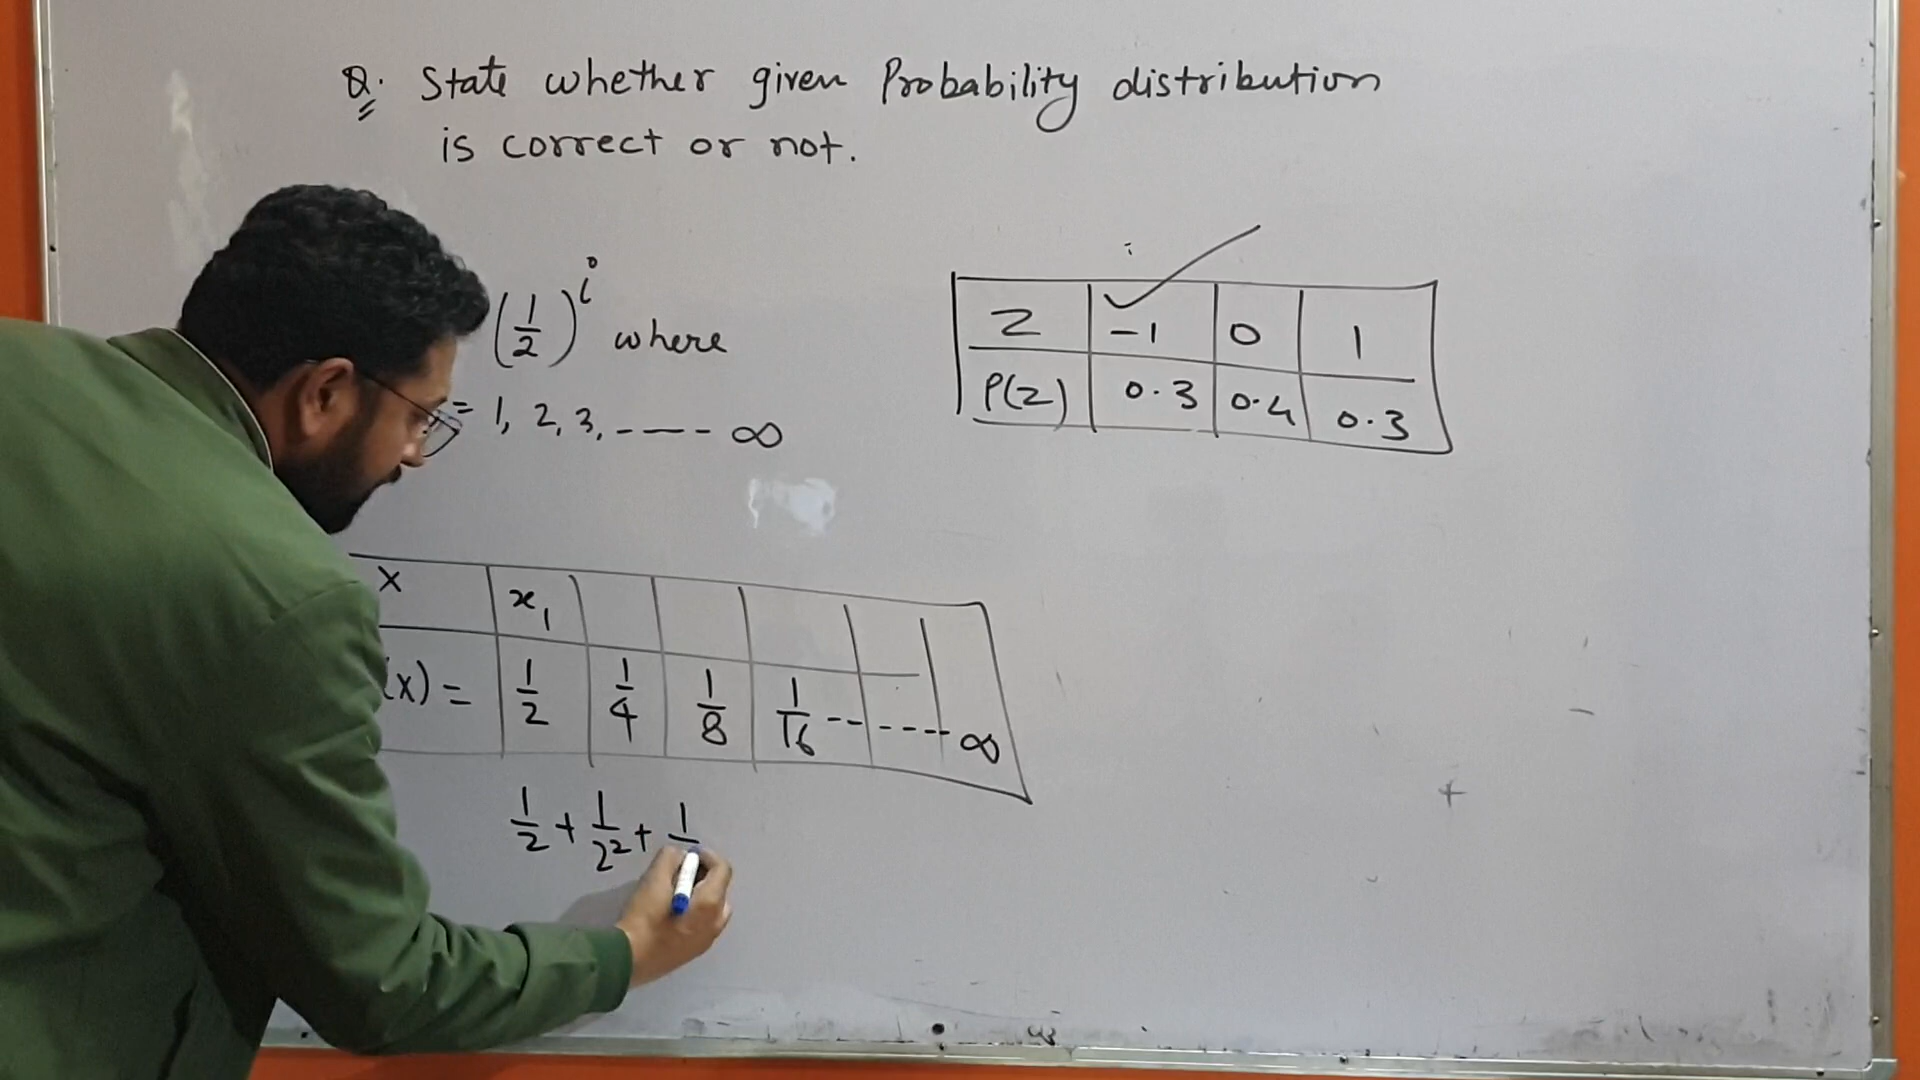 Q. State whether given Probability distribution
is correct or not.
(1/2)^i where
= 1, 2, 3, ---- ∞
Z -1 0 1
P(Z) 0.3 0.4 0.3
X x₁
(X) = 1/2 1/4 1/8 1/16 ------ ∞
1/2 + 1/2² + 1